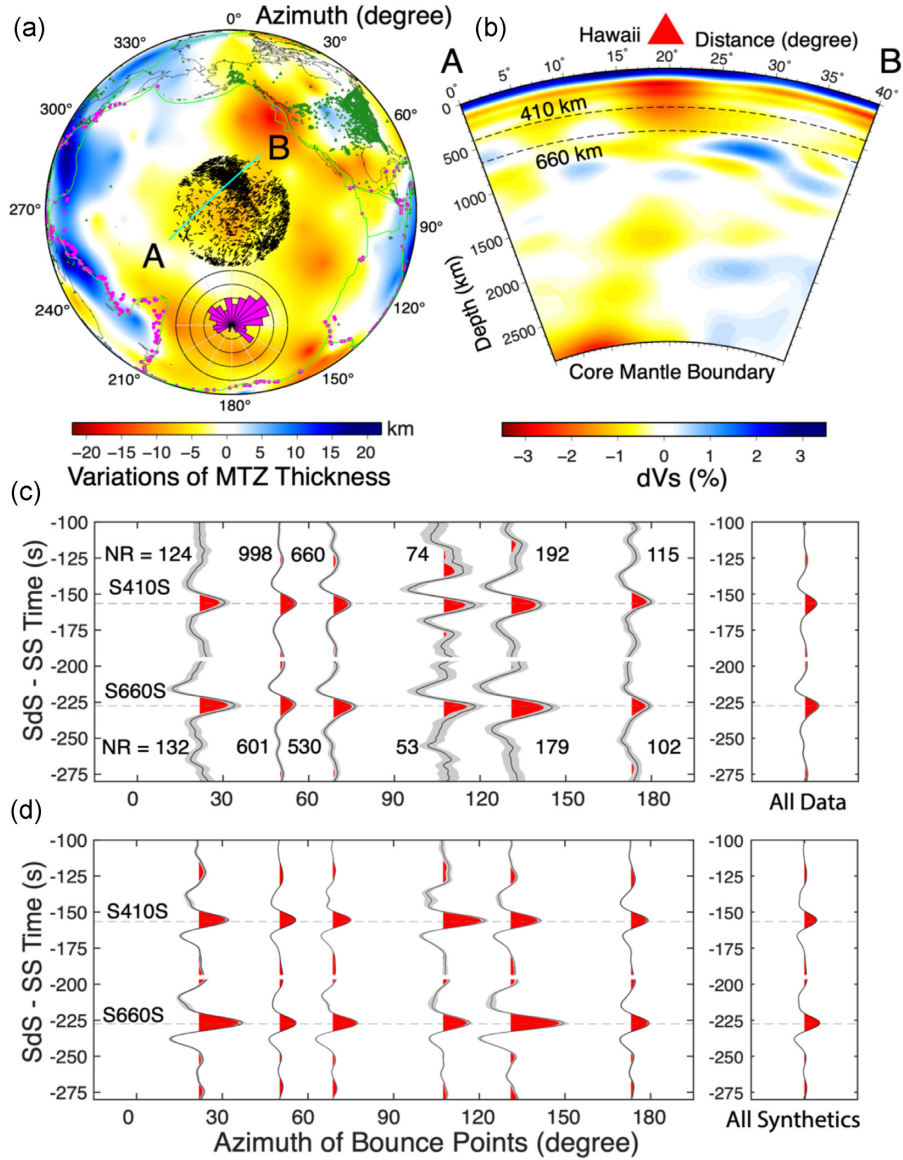 (a)
Azimuth (degree)
0°
30°
60°
90°
120°
150°
180°
210°
240°
270°
300°
330°
A
B
−20 −15 −10 −5 0 5 10 15 20 km
Variations of MTZ Thickness
(b)
Hawaii
Distance (degree)
A
B
0° 5° 10° 15° 20° 25° 30° 35° 40°
410 km
660 km
0
500
1000
1500
2000
2500
Depth (km)
Core Mantle Boundary
−3 −2 −1 0 1 2 3
dVs (%)
(c)
-100
-125
-150
-175
-200
-225
-250
-275
SdS - SS Time (s)
NR = 124 998 660 74 192 115
S410S
S660S
NR = 132 601 530 53 179 102
0 30 60 90 120 150 180
All Data
(d)
-100
-125
-150
-175
-200
-225
-250
-275
SdS - SS Time (s)
S410S
S660S
0 30 60 90 120 150 180
Azimuth of Bounce Points (degree)
All Synthetics